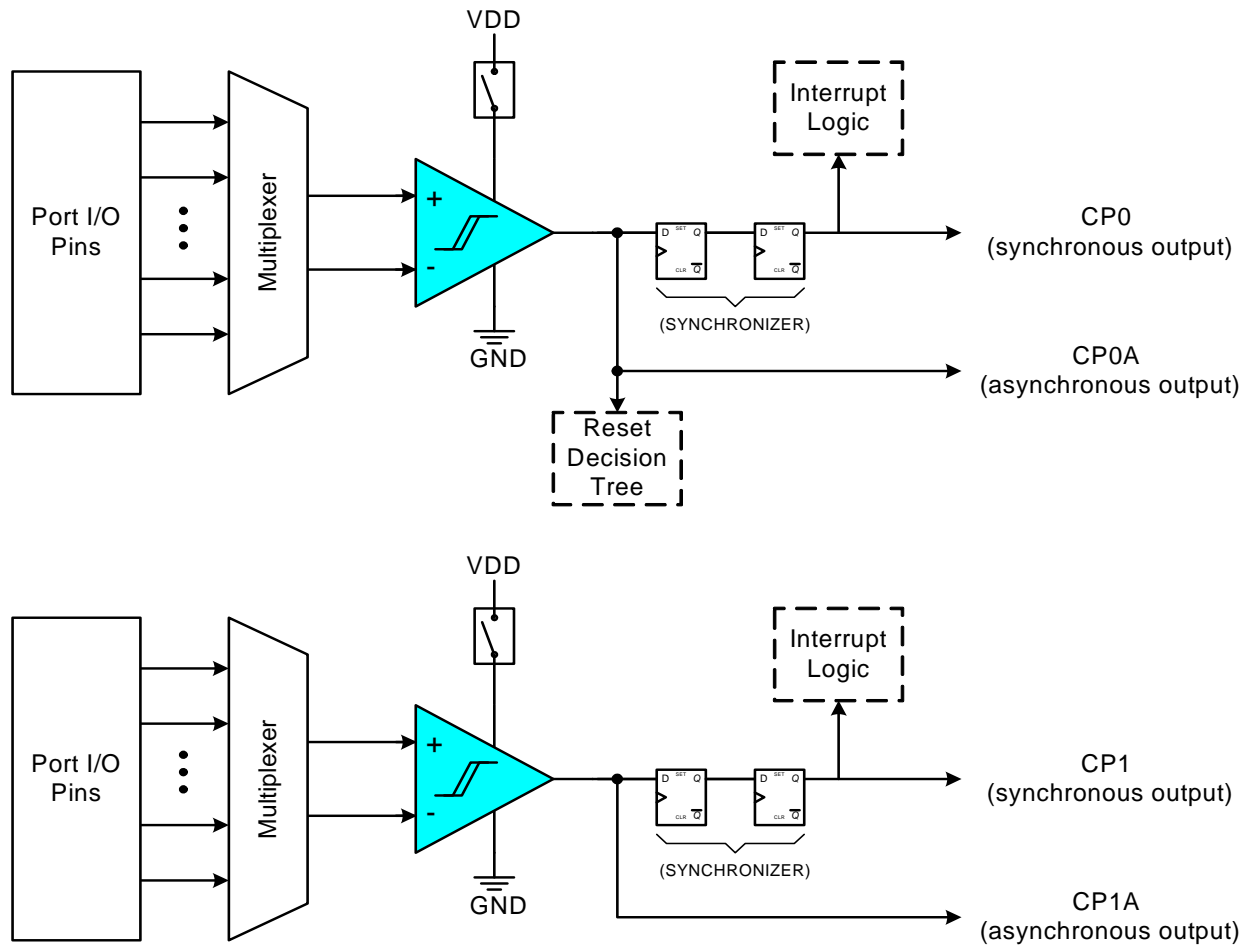 VDD
Port I/O
Pins
Multiplexer
+
-
GND
D SET Q
CLR Q
D SET Q
CLR Q
(SYNCHRONIZER)
Interrupt
Logic
CP0
(synchronous output)
CP0A
(asynchronous output)
Reset
Decision
Tree
VDD
Port I/O
Pins
Multiplexer
+
-
GND
D SET Q
CLR Q
D SET Q
CLR Q
(SYNCHRONIZER)
Interrupt
Logic
CP1
(synchronous output)
CP1A
(asynchronous output)